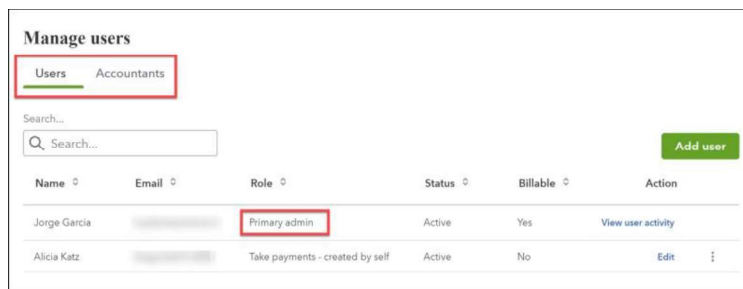 Manage users
Users Accountants
Search...
Search...
Add user
Name Email Role Status Billable Action
Jorge Garcia Primary admin Active Yes View user activity
Alicia Katz Take payments - created by self Active No Edit